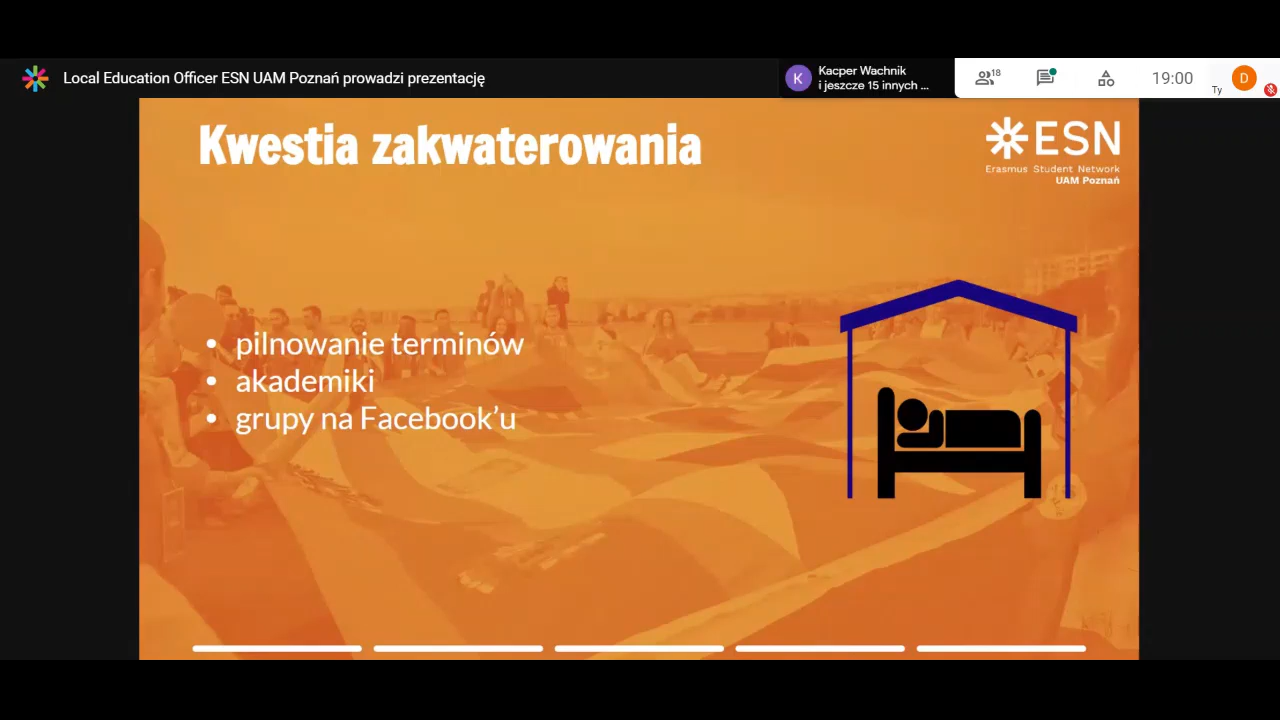 Local Education Officer ESN UAM Poznań prowadzi prezentację
K
Kacper Wachnik
i jeszcze 15 innych ...
18
19:00
Ty
D
Kwestia zakwaterowania
ESN
Erasmus Student Network
UAM Poznań
• pilnowanie terminów
• akademiki
• grupy na Facebook'u